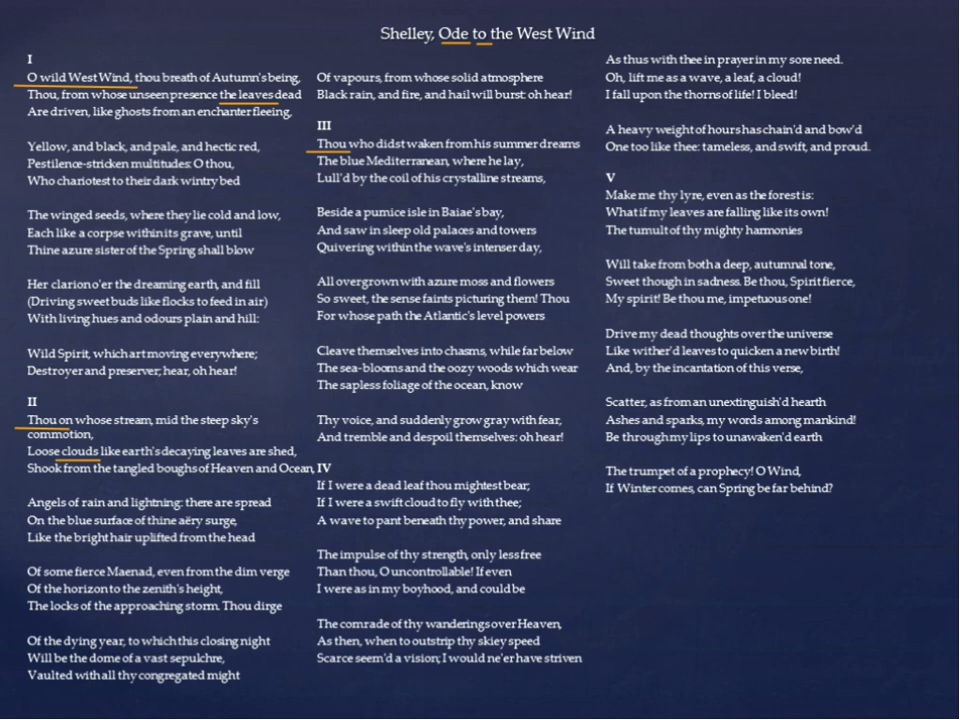 Shelley, Ode to the West Wind
I
O wild West Wind, thou breath of Autumn's being,
Thou, from whose unseen presence the leaves dead
Are driven, like ghosts from an enchanter fleeing,
Yellow, and black, and pale, and hectic red,
Pestilence-stricken multitudes: O thou,
Who chariotest to their dark wintry bed
The winged seeds, where they lie cold and low,
Each like a corpse within its grave, until
Thine azure sister of the Spring shall blow
Her clarion o'er the dreaming earth, and fill
(Driving sweet buds like flocks to feed in air)
With living hues and odours plain and hill:
Wild Spirit, which art moving everywhere;
Destroyer and preserver; hear, oh hear!
II
Thou on whose stream, mid the steep sky's
commotion,
Loose clouds like earth's decaying leaves are shed,
Shook from the tangled boughs of Heaven and Ocean,
Angels of rain and lightning: there are spread
On the blue surface of thine aëry surge,
Like the bright hair uplifted from the head
Of some fierce Maenad, even from the dim verge
Of the horizon to the zenith's height,
The locks of the approaching storm. Thou dirge
Of the dying year, to which this closing night
Will be the dome of a vast sepulchre,
Vaulted with all thy congregated might
Of vapours, from whose solid atmosphere
Black rain, and fire, and hail will burst: oh hear!
III
Thou who didst waken from his summer dreams
The blue Mediterranean, where he lay,
Lull'd by the coil of his crystalline streams,
Beside a pumice isle in Baiae's bay,
And saw in sleep old palaces and towers
Quivering within the wave's intenser day,
All overgrown with azure moss and flowers
So sweet, the sense faints picturing them! Thou
For whose path the Atlantic's level powers
Cleave themselves into chasms, while far below
The sea-blooms and the oozy woods which wear
The sapless foliage of the ocean, know
Thy voice, and suddenly grow gray with fear,
And tremble and despoil themselves: oh hear!
IV
If I were a dead leaf thou mightest bear;
If I were a swift cloud to fly with thee;
A wave to pant beneath thy power, and share
The impulse of thy strength, only less free
Than thou, O uncontrollable! If even
I were as in my boyhood, and could be
The comrade of thy wanderings over Heaven,
As then, when to outstrip thy skiey speed
Scarce seem'd a vision; I would ne'er have striven
As thus with thee in prayer in my sore need.
Oh, lift me as a wave, a leaf, a cloud!
I fall upon the thorns of life! I bleed!
A heavy weight of hours has chain'd and bow'd
One too like thee: tameless, and swift, and proud.
V
Make me thy lyre, even as the forest is:
What if my leaves are falling like its own!
The tumult of thy mighty harmonies
Will take from both a deep, autumnal tone,
Sweet though in sadness. Be thou, Spirit fierce,
My spirit! Be thou me, impetuous one!
Drive my dead thoughts over the universe
Like wither'd leaves to quicken a new birth!
And, by the incantation of this verse,
Scatter, as from an unextinguish'd hearth
Ashes and sparks, my words among mankind!
Be through my lips to unawaken'd earth
The trumpet of a prophecy! O Wind,
If Winter comes, can Spring be far behind?